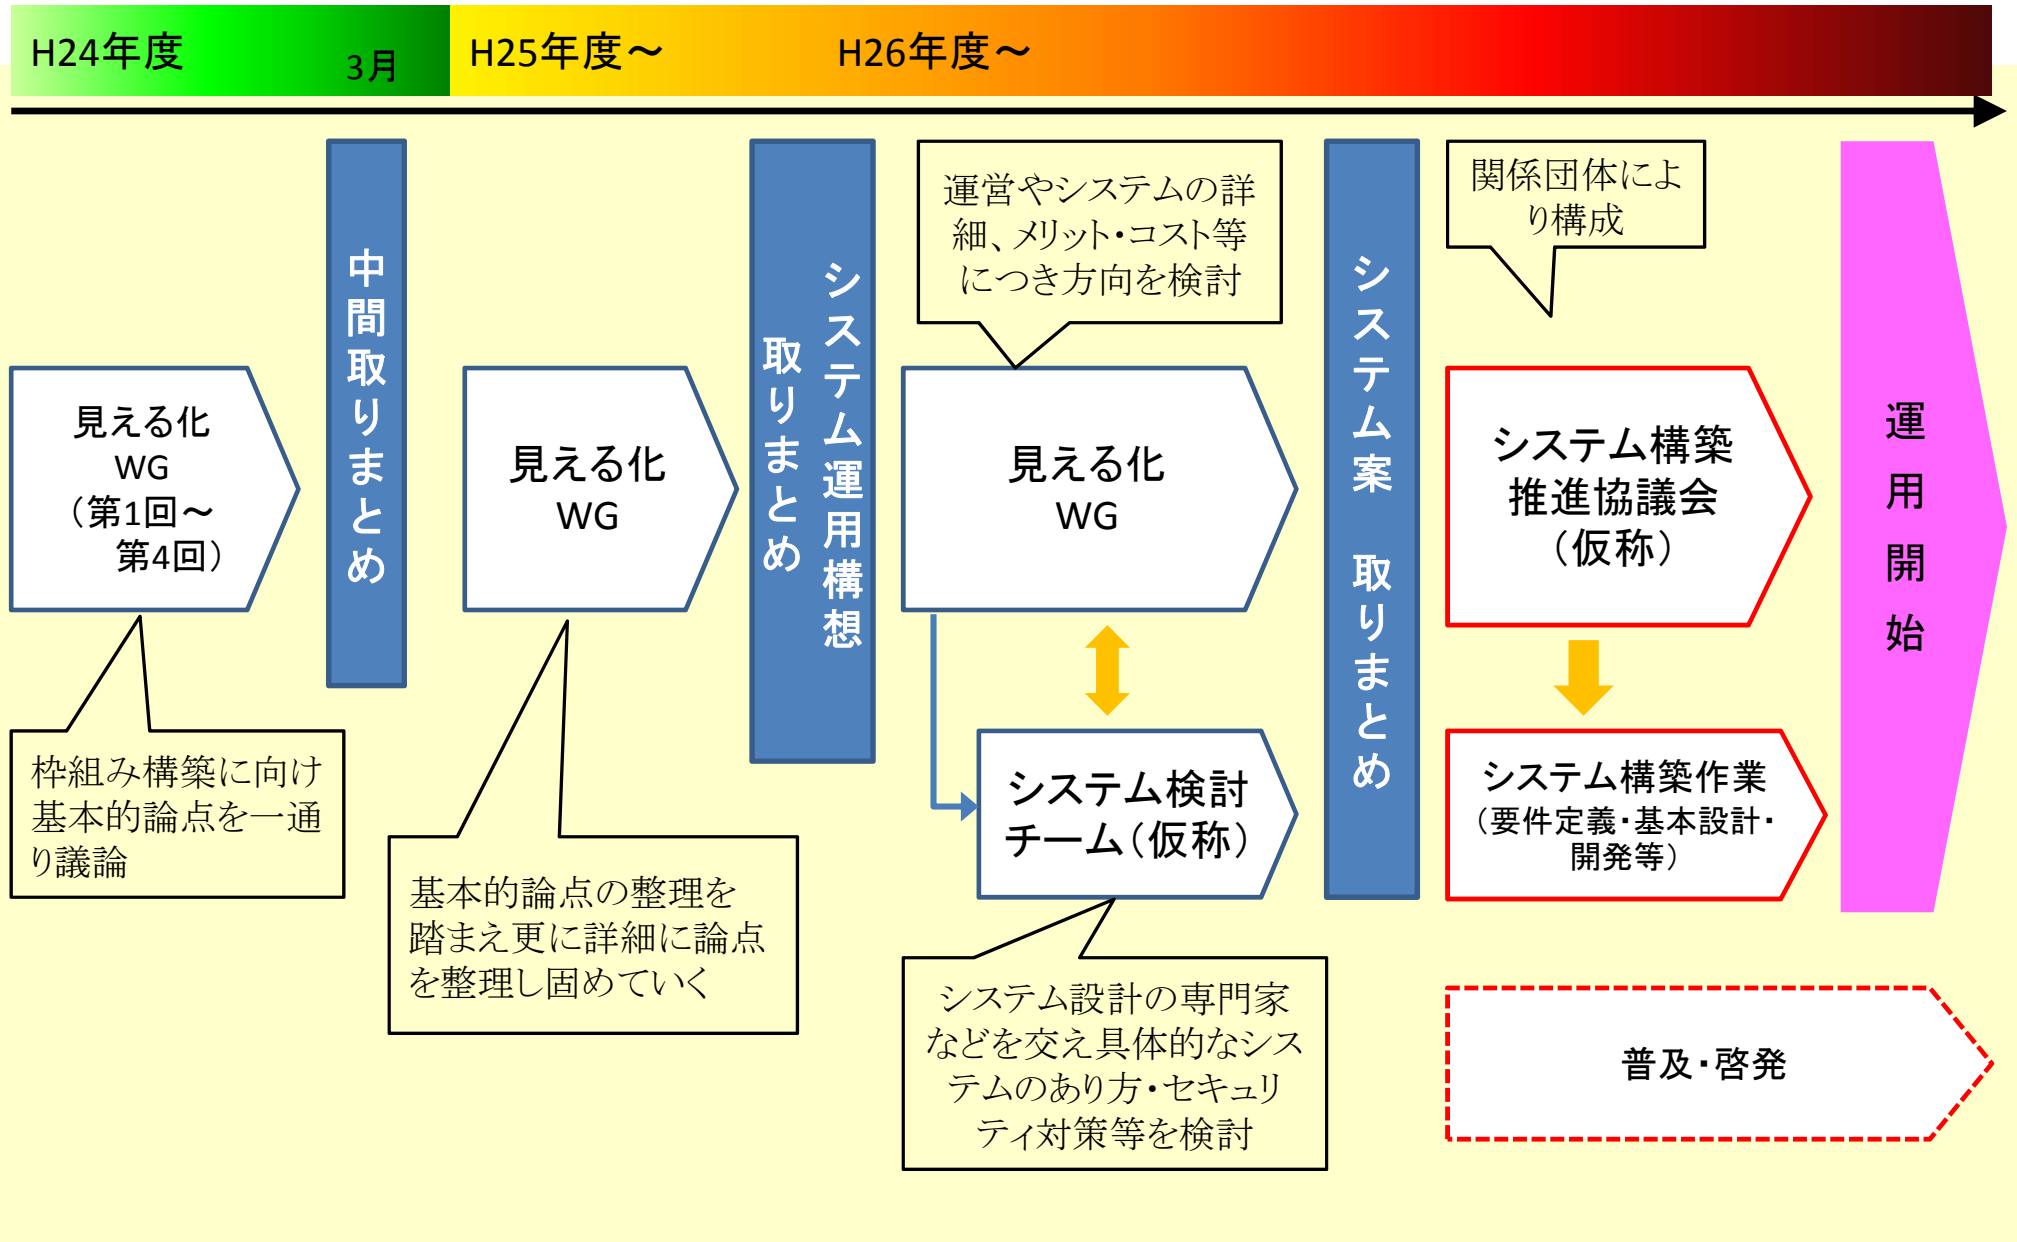 H24年度
3月
H25年度～
H26年度～
見える化
WG
（第1回～
第4回）
枠組み構築に向け
基本的論点を一通
り議論
中間取りまとめ
見える化
WG
基本的論点の整理を
踏まえ更に詳細に論点
を整理し固めていく
システム運用構想
取りまとめ
運営やシステムの詳
細、メリット・コスト等
につき方向を検討
見える化
WG
システム検討
チーム（仮称）
システム設計の専門家
などを交え具体的なシス
テムのあり方・セキュリ
ティ対策等を検討
システム案　取りまとめ
関係団体によ
り構成
システム構築
推進協議会
（仮称）
システム構築作業
（要件定義・基本設計・
開発等）
普及・啓発
運用開始